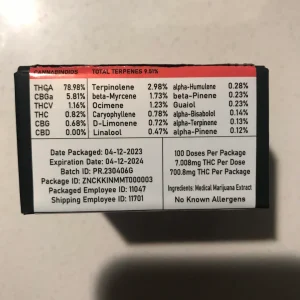 CANNABINOIDS TOTAL TERPENES 9.01%
THCA 78.98% Terpinolene 2.98% alpha-Humulene 0.28%
CBGa 5.81% beta-Myrcene 1.73% beta-Pinene 0.23%
THCV 1.16% Ocimene 1.23% Guaiol 0.23%
THC 0.82% Caryophyllene 0.78% alpha-Bisabolol 0.14%
CBG 0.68% D-Limonene 0.72% alpha-Terpinene 0.13%
CBD 0.00% Linalool 0.47% alpha-Pinene 0.12%
Date Packaged: 04-12-2023
Expiration Date: 04-12-2024
Batch ID: PR.230406G
Package ID: ZNCKKINMMT000003
Packaged Employee ID: 11047
Shipping Employee ID: 11701
100 Doses Per Package
7.008mg THC Per Dose
700.8mg THC Per Package
Ingredients: Medical Marijuana Extract
No Known Allergens